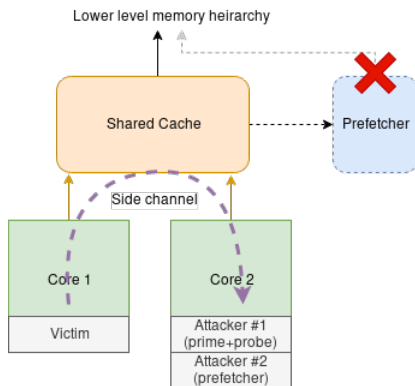 Lower level memory heirarchy
Shared Cache
Prefetcher
Side channel
Core 1
Core 2
Victim
Attacker #1
(prime+probe)
Attacker #2
(prefetcher)